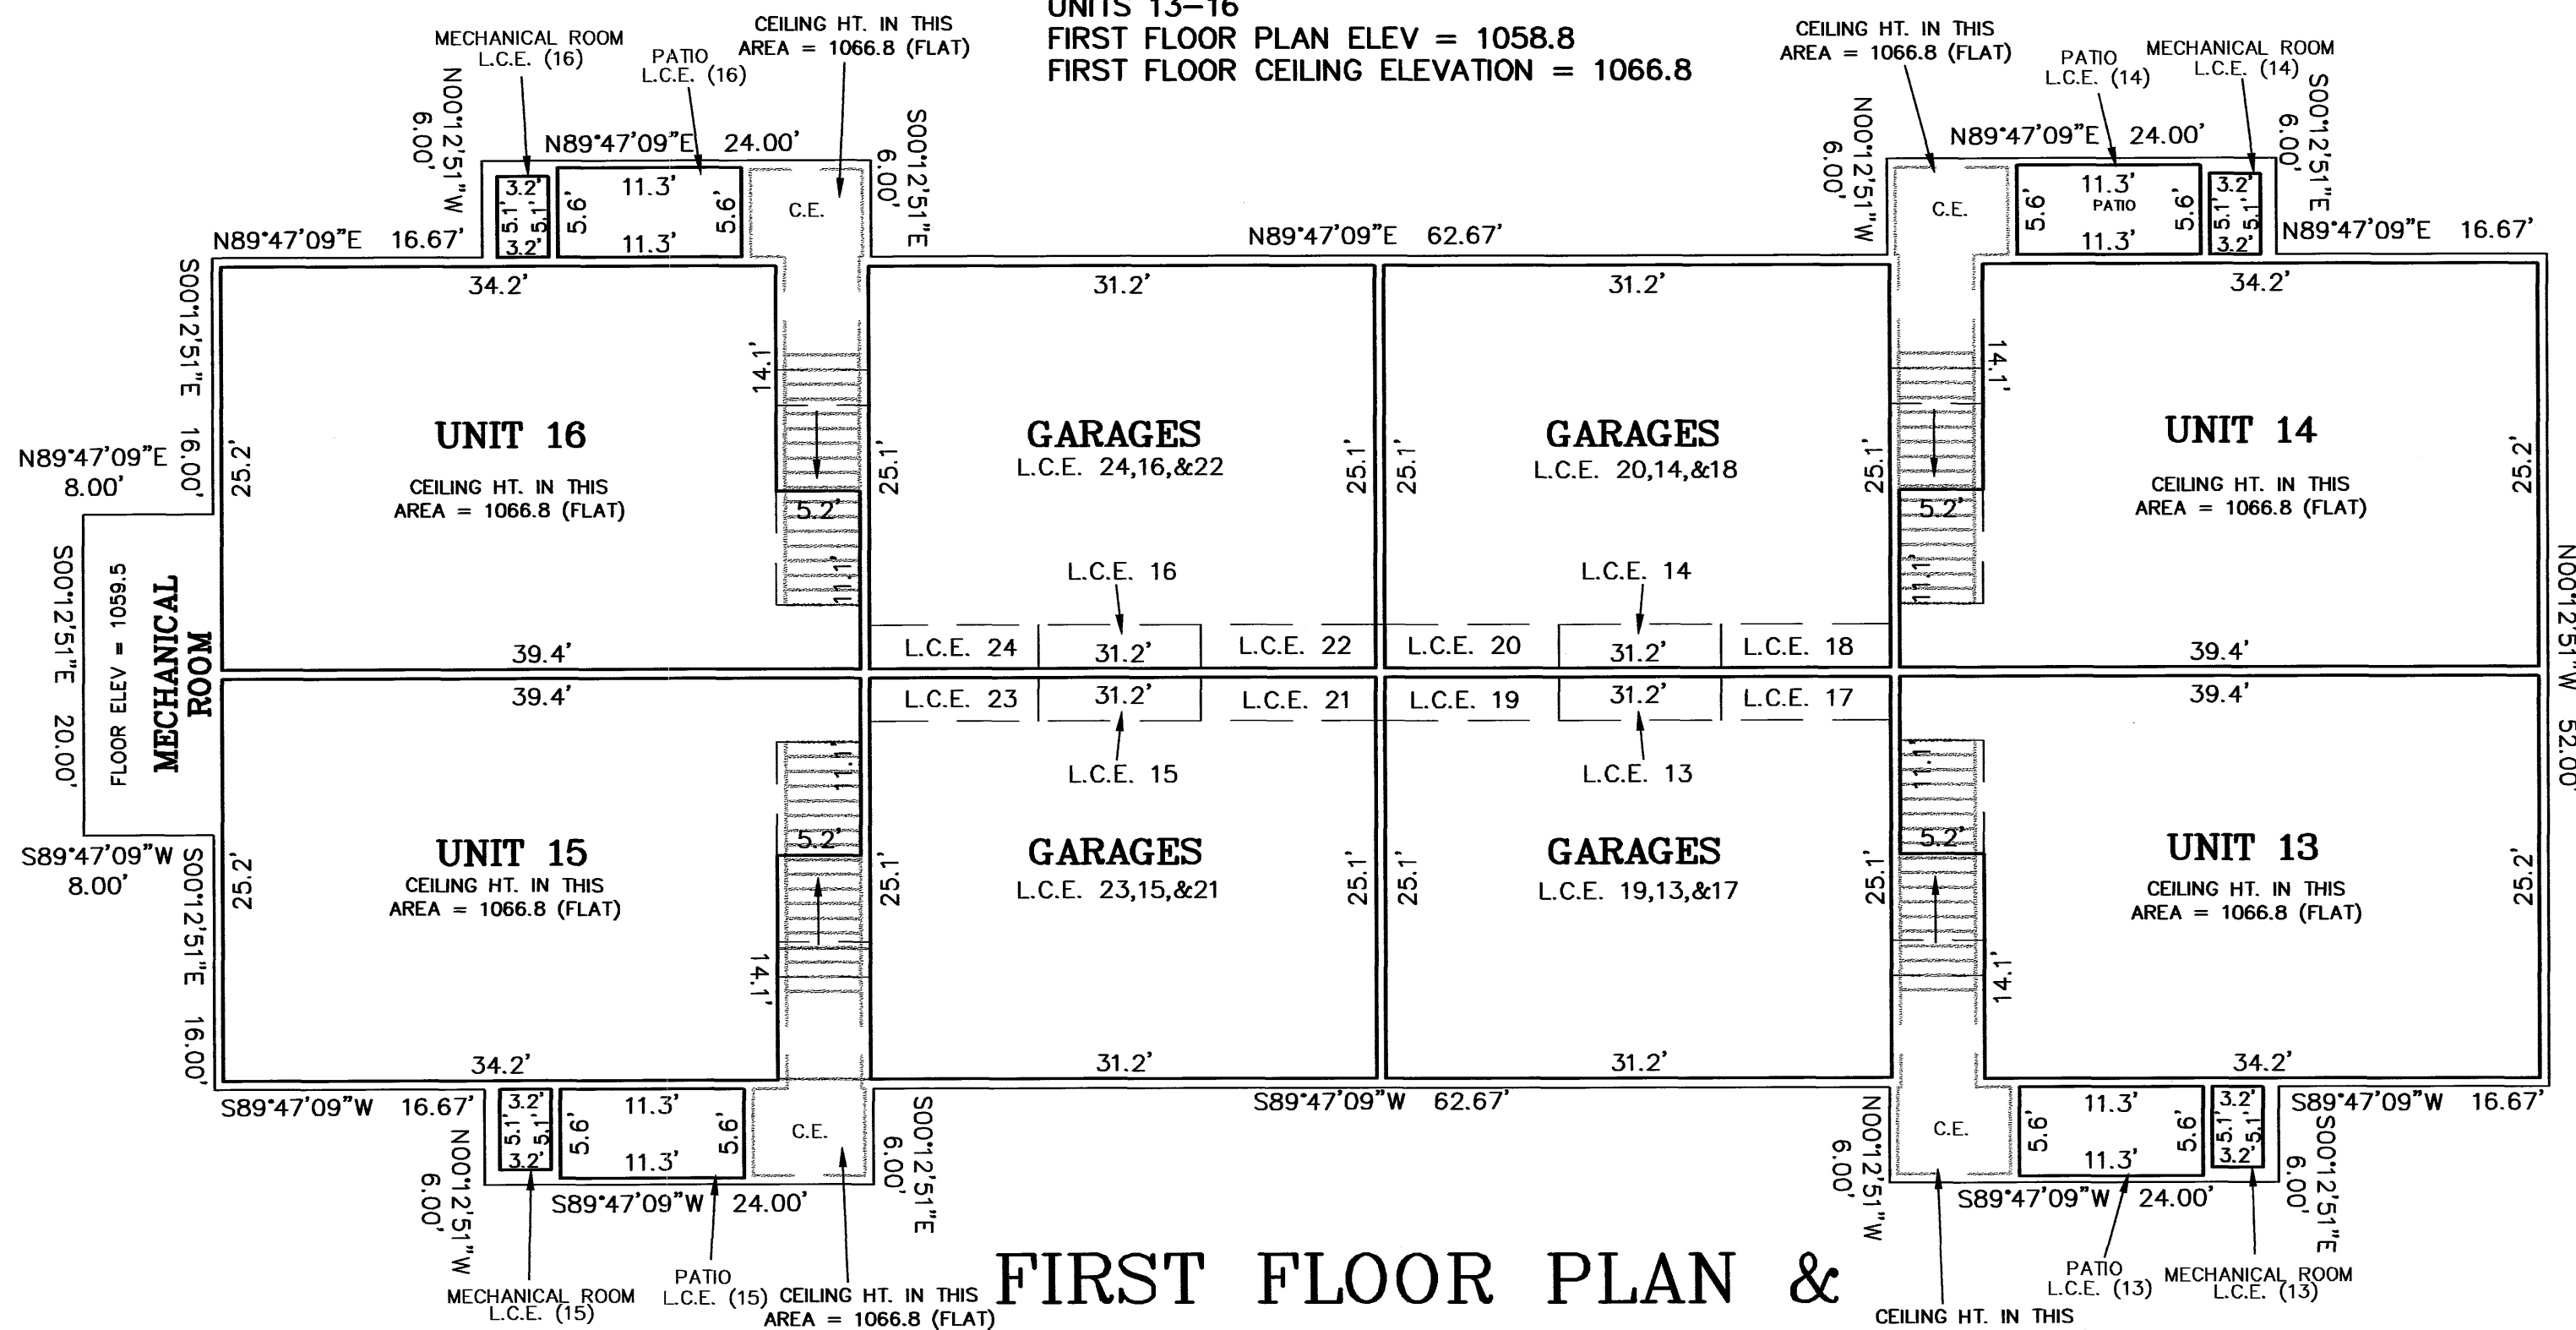 UNITS 13-16
FIRST FLOOR PLAN ELEV = 1058.8
FIRST FLOOR CEILING ELEVATION = 1066.8
MECHANICAL ROOM
L.C.E. (16)
PATIO
L.C.E. (16)
CEILING HT. IN THIS
AREA = 1066.8 (FLAT)
CEILING HT. IN THIS
AREA = 1066.8 (FLAT)
PATIO
L.C.E. (14)
MECHANICAL ROOM
L.C.E. (14)
N00°12'51"W
6.00'
N89°47'09"E 24.00'
S00°12'51"E
6.00'
N00°12'51"W
6.00'
N89°47'09"E 24.00'
S00°12'51"E
6.00'
3.2'
5.1'
5.1'
3.2'
11.3'
5.6'
5.6'
11.3'
C.E.
C.E.
11.3'
5.6'
PATIO
5.6'
11.3'
3.2'
5.1'
5.1'
3.2'
N89°47'09"E 16.67'
N89°47'09"E 62.67'
N89°47'09"E 16.67'
S00°12'51"E 16.00'
34.2'
31.2'
31.2'
34.2'
14.1'
14.1'
N89°47'09"E
8.00'
25.2'
UNIT 16
CEILING HT. IN THIS
AREA = 1066.8 (FLAT)
5.2'
11.1'
25.1'
GARAGES
L.C.E. 24,16,&22
25.1'
25.1'
GARAGES
L.C.E. 20,14,&18
25.1'
5.2'
11.1'
UNIT 14
CEILING HT. IN THIS
AREA = 1066.8 (FLAT)
25.2'
L.C.E. 16
L.C.E. 14
39.4'
L.C.E. 24
31.2'
L.C.E. 22
L.C.E. 20
31.2'
L.C.E. 18
39.4'
S00°12'51"E 20.00'
FLOOR ELEV = 1059.5
MECHANICAL
ROOM
N00°12'51"W 52.00'
39.4'
L.C.E. 23
31.2'
L.C.E. 21
L.C.E. 19
31.2'
L.C.E. 17
39.4'
L.C.E. 15
L.C.E. 13
S89°47'09"W
8.00'
S00°12'51"E 16.00'
25.2'
UNIT 15
CEILING HT. IN THIS
AREA = 1066.8 (FLAT)
11.1'
5.2'
14.1'
25.1'
GARAGES
L.C.E. 23,15,&21
25.1'
25.1'
GARAGES
L.C.E. 19,13,&17
25.1'
11.1'
5.2'
14.1'
UNIT 13
CEILING HT. IN THIS
AREA = 1066.8 (FLAT)
25.2'
34.2'
31.2'
31.2'
34.2'
S89°47'09"W 16.67'
S89°47'09"W 62.67'
S89°47'09"W 16.67'
3.2'
5.1'
5.1'
3.2'
11.3'
5.6'
5.6'
11.3'
C.E.
C.E.
11.3'
5.6'
5.6'
11.3'
3.2'
5.1'
5.1'
3.2'
N00°12'51"W
6.00'
S89°47'09"W 24.00'
S00°12'51"E
6.00'
N00°12'51"W
6.00'
S89°47'09"W 24.00'
S00°12'51"E
6.00'
MECHANICAL ROOM
L.C.E. (15)
PATIO
L.C.E. (15)
CEILING HT. IN THIS
AREA = 1066.8 (FLAT)
FIRST FLOOR PLAN &
CEILING HT. IN THIS
PATIO
L.C.E. (13)
MECHANICAL ROOM
L.C.E. (13)